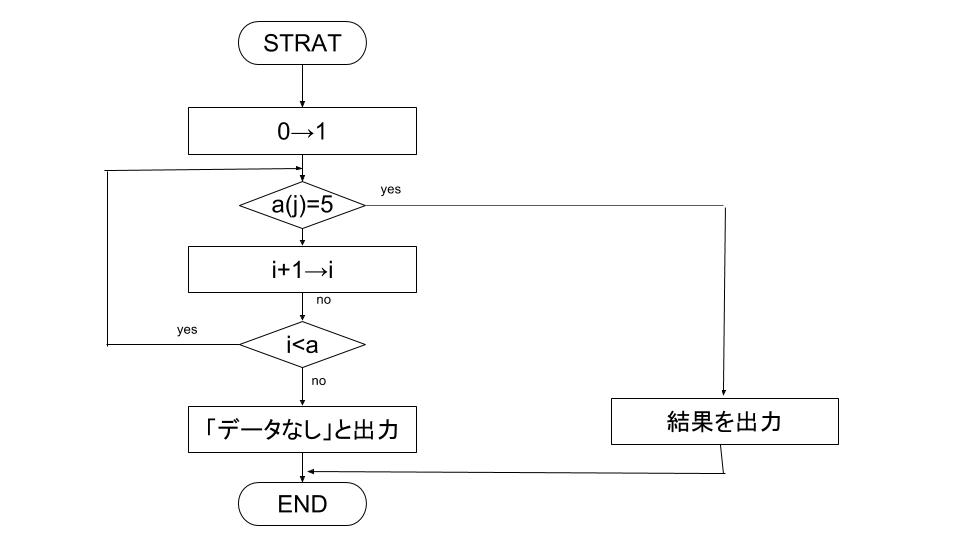 STRAT
0→1
a(j)=5
yes
i+1→i
no
i<a
yes
no
「データなし」と出力
結果を出力
END